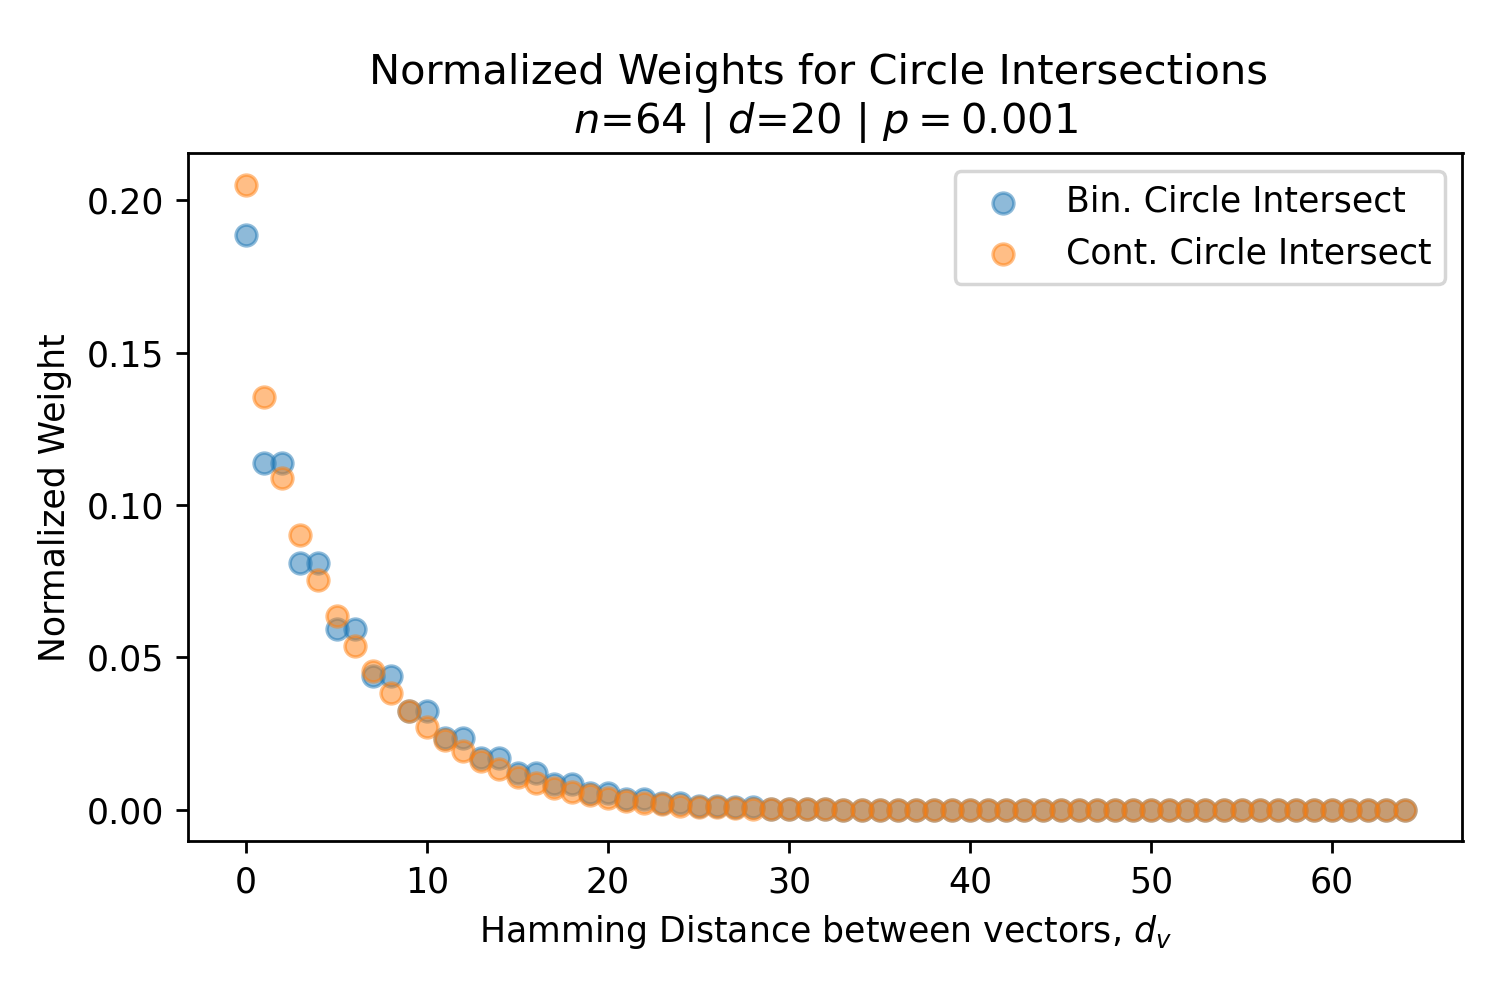 Normalized Weights for Circle Intersections
n=64 | d=20 | p = 0.001
Bin. Circle Intersect
Cont. Circle Intersect
Normalized Weight
0.20
0.15
0.10
0.05
0.00
0 10 20 30 40 50 60
Hamming Distance between vectors, d_v